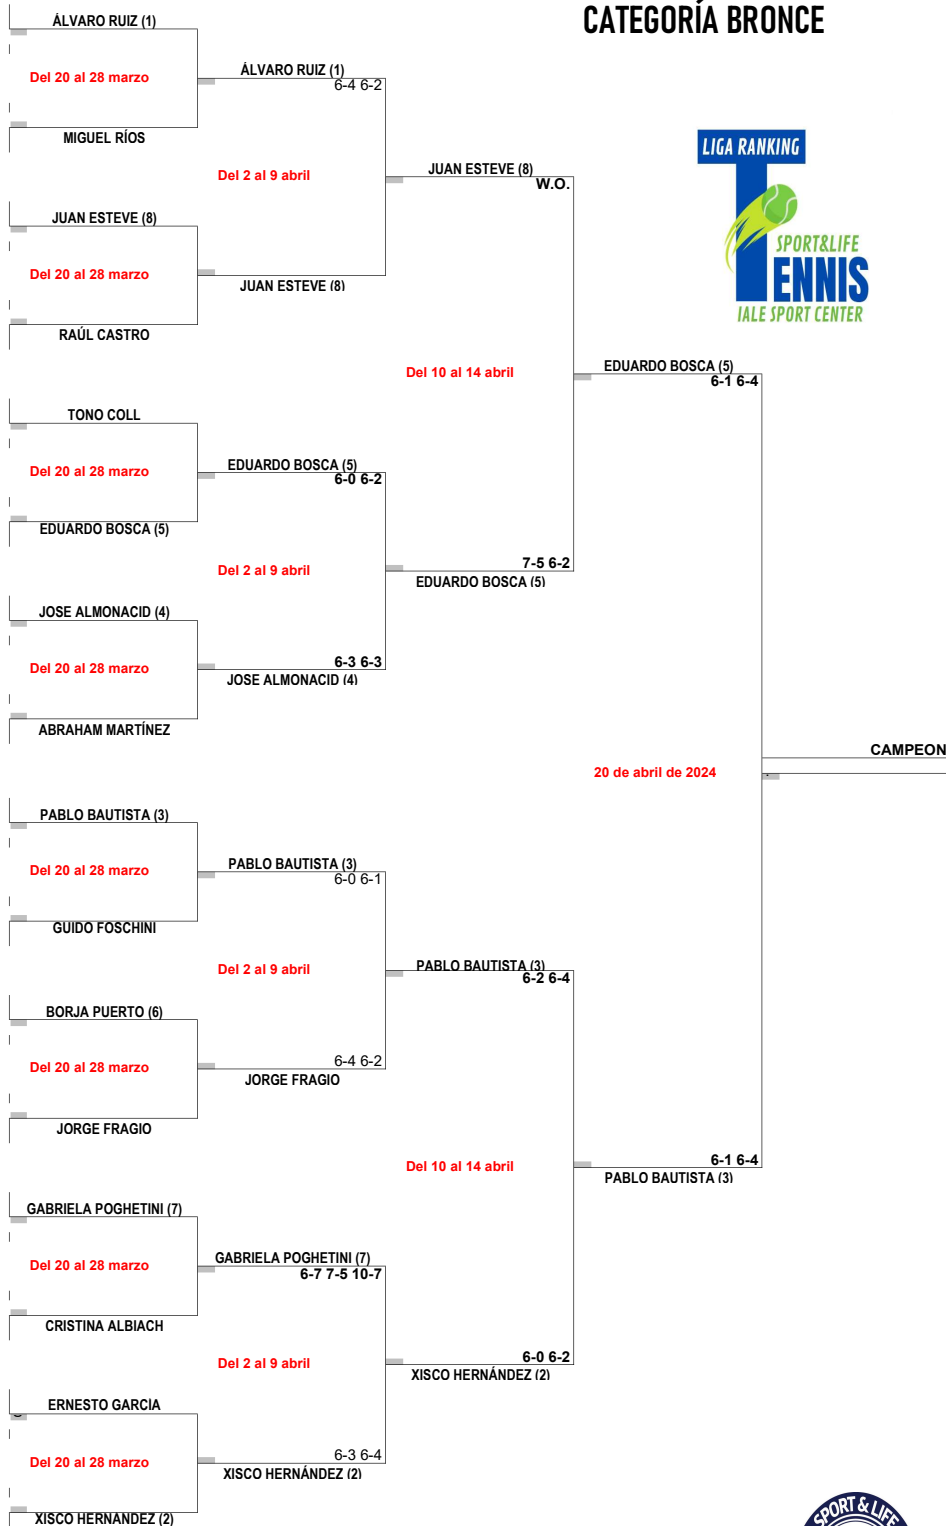 CATEGORÍA BRONCE
ÁLVARO RUIZ (1)
Del 20 al 28 marzo
ÁLVARO RUIZ (1)
6-4 6-2
MIGUEL RÍOS
LIGA RANKING
T
SPORT&LIFE
ENNIS
IALE SPORT CENTER
Del 2 al 9 abril
JUAN ESTEVE (8)
W.O.
JUAN ESTEVE (8)
Del 20 al 28 marzo
JUAN ESTEVE (8)
RAÚL CASTRO
Del 10 al 14 abril
EDUARDO BOSCA (5)
6-1 6-4
TONO COLL
Del 20 al 28 marzo
EDUARDO BOSCA (5)
6-0 6-2
EDUARDO BOSCA (5)
Del 2 al 9 abril
7-5 6-2
EDUARDO BOSCA (5)
JOSE ALMONACID (4)
Del 20 al 28 marzo
6-3 6-3
JOSE ALMONACID (4)
ABRAHAM MARTÍNEZ
CAMPEON
20 de abril de 2024
PABLO BAUTISTA (3)
Del 20 al 28 marzo
PABLO BAUTISTA (3)
6-0 6-1
GUIDO FOSCHINI
Del 2 al 9 abril
PABLO BAUTISTA (3)
6-2 6-4
BORJA PUERTO (6)
Del 20 al 28 marzo
6-4 6-2
JORGE FRAGIO
JORGE FRAGIO
Del 10 al 14 abril
6-1 6-4
PABLO BAUTISTA (3)
GABRIELA POGHETINI (7)
Del 20 al 28 marzo
GABRIELA POGHETINI (7)
6-7 7-5 10-7
CRISTINA ALBIACH
Del 2 al 9 abril
6-0 6-2
XISCO HERNÁNDEZ (2)
ERNESTO GARCÍA
Del 20 al 28 marzo
6-3 6-4
XISCO HERNÁNDEZ (2)
XISCO HERNÁNDEZ (2)
SPORT & LIFE